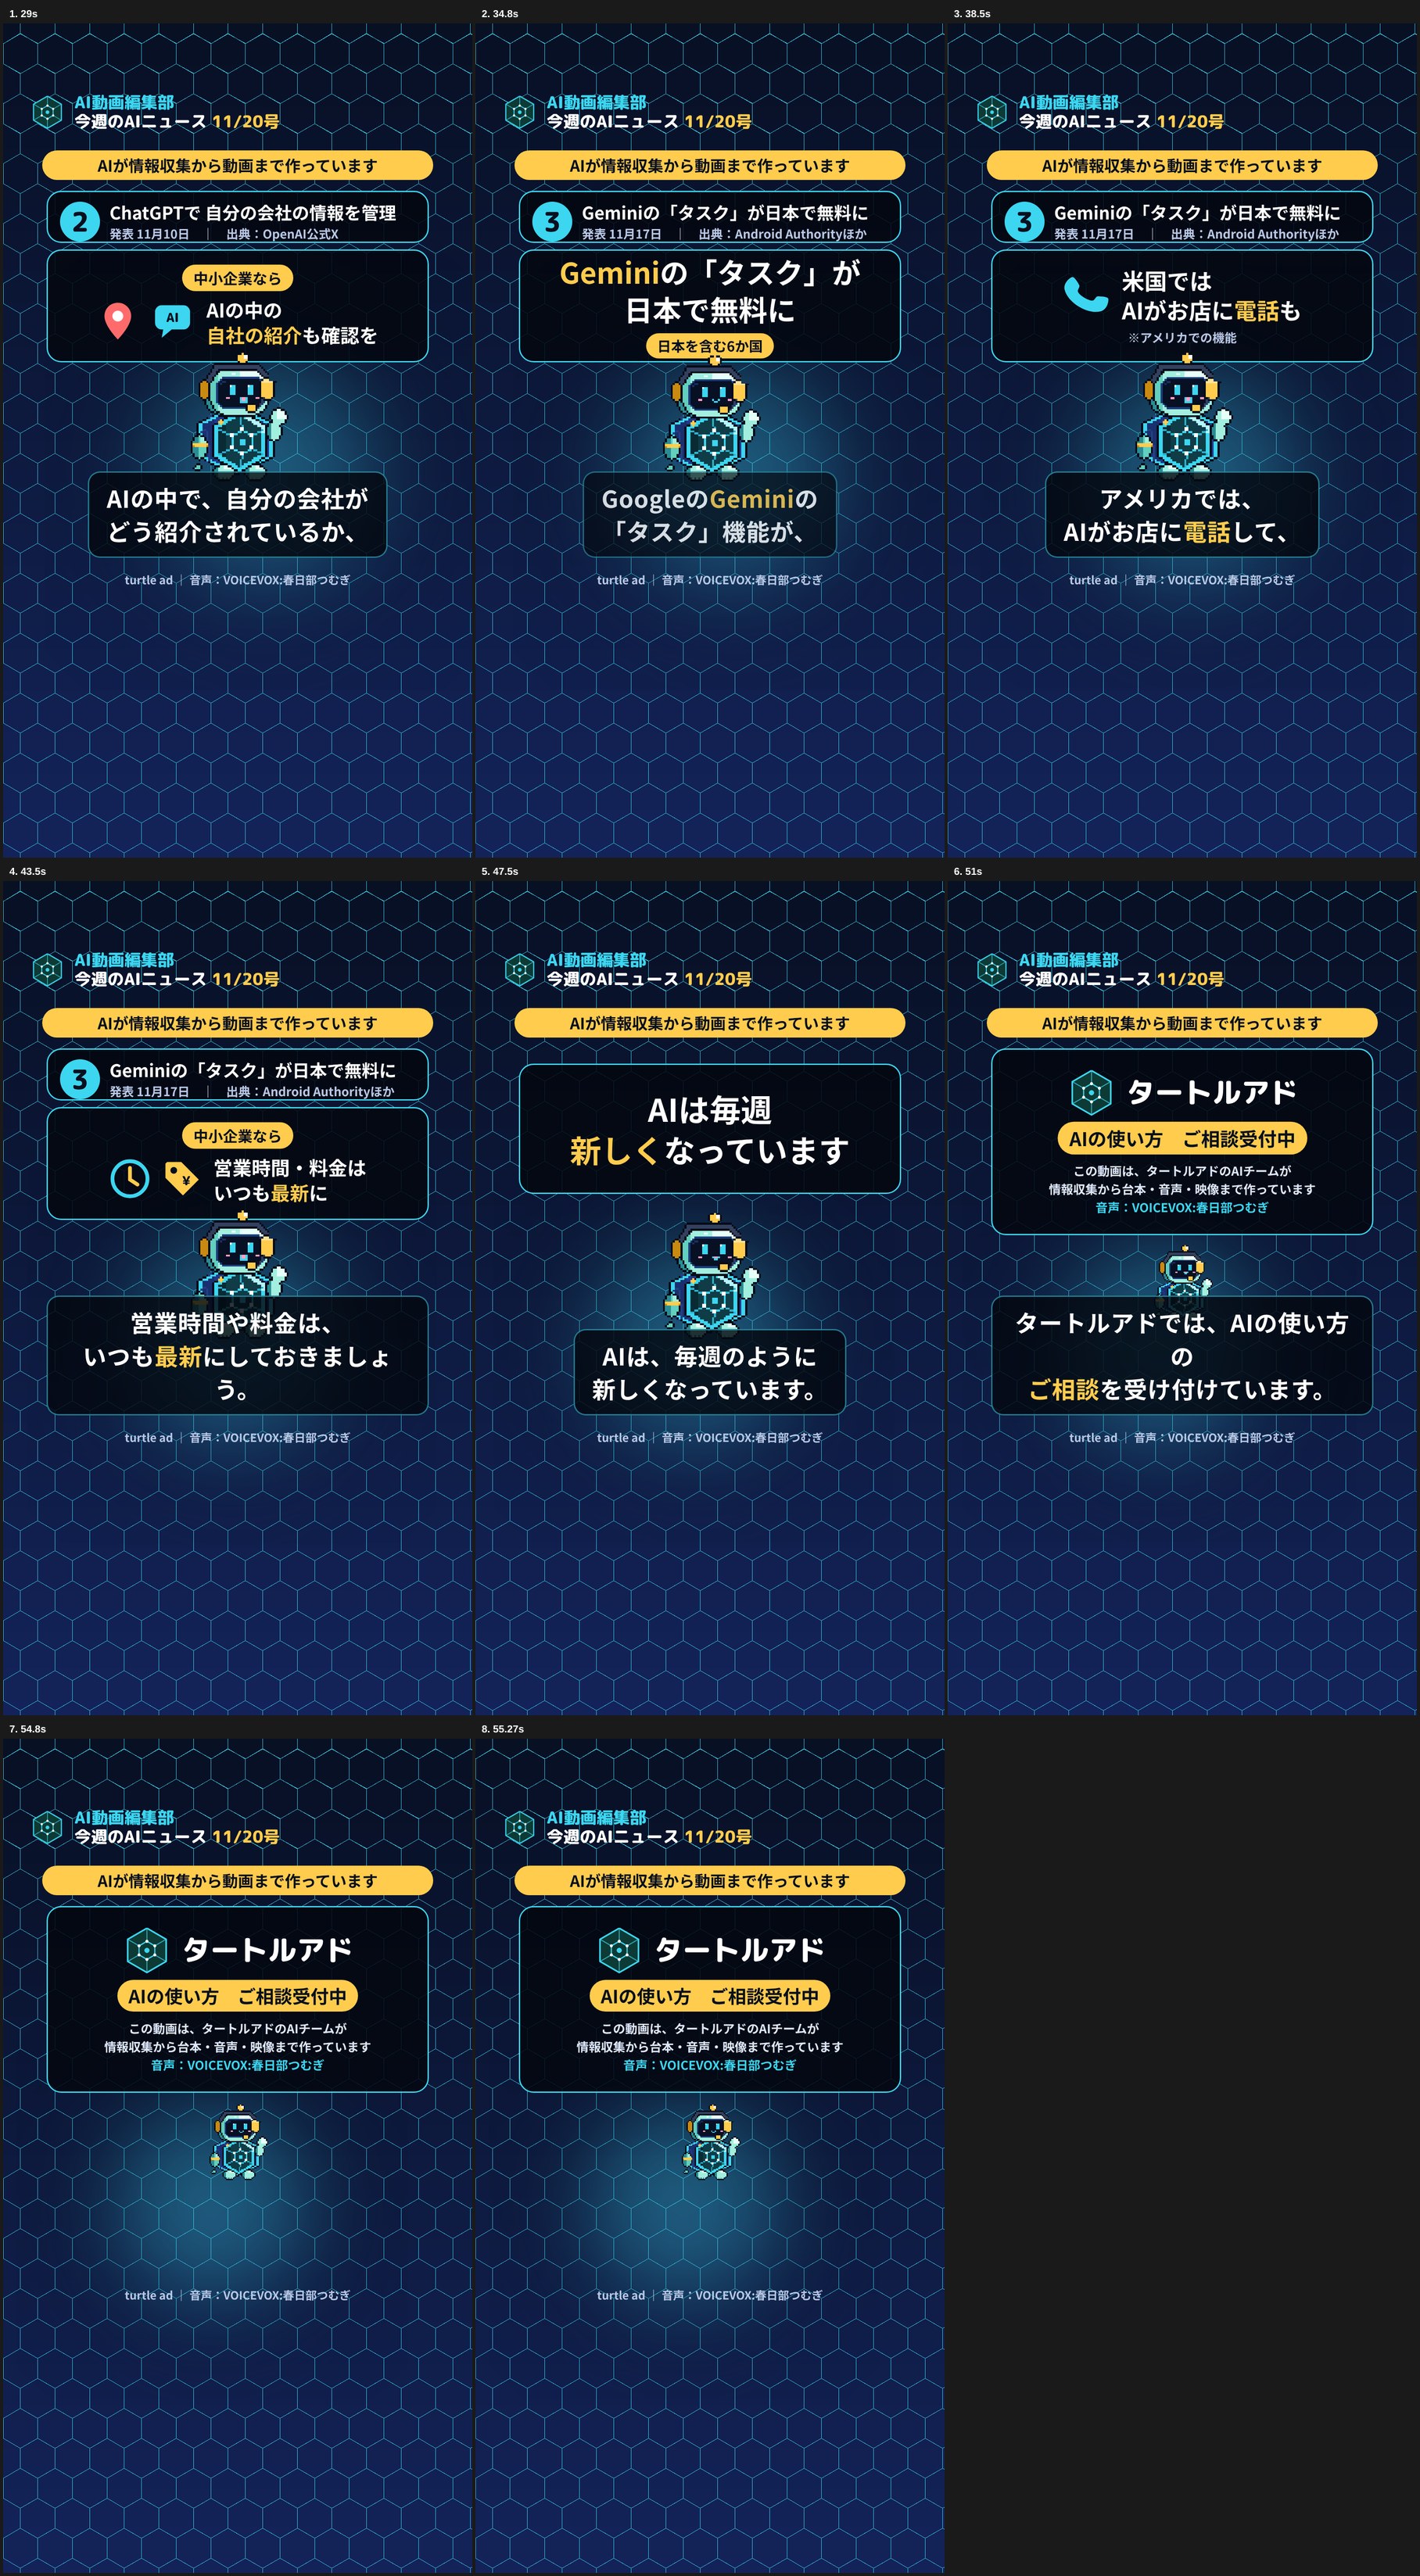 1. 29s
AI動画編集部
今週のAIニュース 11/20号
AIが情報収集から動画まで作っています
2
ChatGPTで 自分の会社の情報を管理
発表 11月10日 ｜ 出典：OpenAI公式X
中小企業なら
AI
AIの中の
自社の紹介も確認を
AIの中で、自分の会社が
どう紹介されているか、
turtle ad｜音声：VOICEVOX:春日部つむぎ
2. 34.8s
AI動画編集部
今週のAIニュース 11/20号
AIが情報収集から動画まで作っています
3
Geminiの「タスク」が日本で無料に
発表 11月17日 ｜ 出典：Android Authorityほか
Geminiの「タスク」が
日本で無料に
日本を含む6か国
GoogleのGeminiの
「タスク」機能が、
turtle ad｜音声：VOICEVOX:春日部つむぎ
3. 38.5s
AI動画編集部
今週のAIニュース 11/20号
AIが情報収集から動画まで作っています
3
Geminiの「タスク」が日本で無料に
発表 11月17日 ｜ 出典：Android Authorityほか
米国では
AIがお店に電話も
※アメリカでの機能
アメリカでは、
AIがお店に電話して、
turtle ad｜音声：VOICEVOX:春日部つむぎ
4. 43.5s
AI動画編集部
今週のAIニュース 11/20号
AIが情報収集から動画まで作っています
3
Geminiの「タスク」が日本で無料に
発表 11月17日 ｜ 出典：Android Authorityほか
中小企業なら
¥
営業時間・料金は
いつも最新に
営業時間や料金は、
いつも最新にしておきましょ
う。
turtle ad｜音声：VOICEVOX:春日部つむぎ
5. 47.5s
AI動画編集部
今週のAIニュース 11/20号
AIが情報収集から動画まで作っています
AIは毎週
新しくなっています
AIは、毎週のように
新しくなっています。
turtle ad｜音声：VOICEVOX:春日部つむぎ
6. 51s
AI動画編集部
今週のAIニュース 11/20号
AIが情報収集から動画まで作っています
タートルアド
AIの使い方 ご相談受付中
この動画は、タートルアドのAIチームが
情報収集から台本・音声・映像まで作っています
音声：VOICEVOX:春日部つむぎ
タートルアドでは、AIの使い方
の
ご相談を受け付けています。
turtle ad｜音声：VOICEVOX:春日部つむぎ
7. 54.8s
AI動画編集部
今週のAIニュース 11/20号
AIが情報収集から動画まで作っています
タートルアド
AIの使い方 ご相談受付中
この動画は、タートルアドのAIチームが
情報収集から台本・音声・映像まで作っています
音声：VOICEVOX:春日部つむぎ
turtle ad｜音声：VOICEVOX:春日部つむぎ
8. 55.27s
AI動画編集部
今週のAIニュース 11/20号
AIが情報収集から動画まで作っています
タートルアド
AIの使い方 ご相談受付中
この動画は、タートルアドのAIチームが
情報収集から台本・音声・映像まで作っています
音声：VOICEVOX:春日部つむぎ
turtle ad｜音声：VOICEVOX:春日部つむぎ